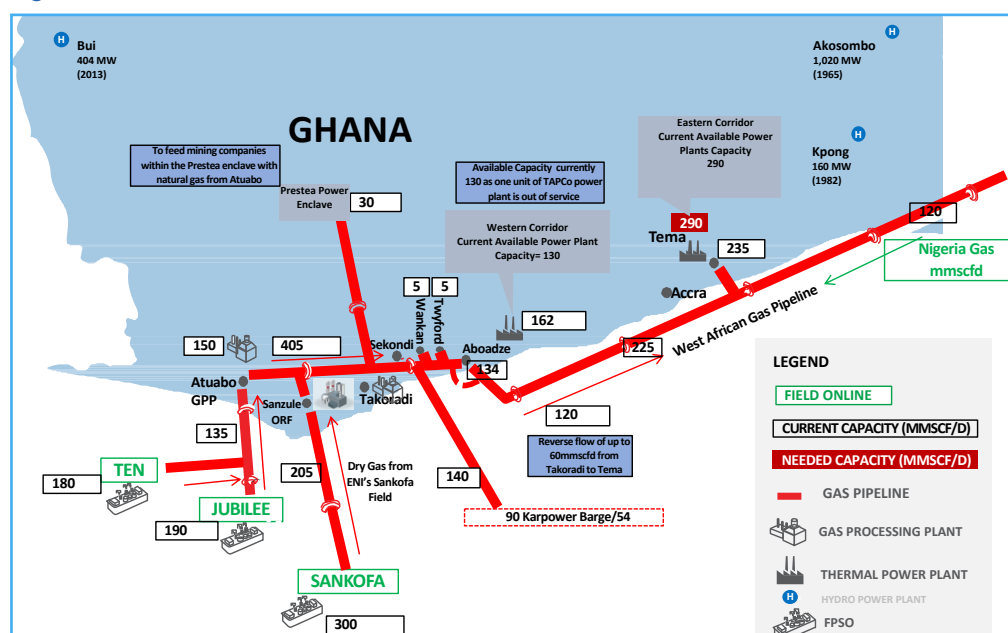 Bui
404 MW
(2013)
Akosombo
1,020 MW
(1965)
Kpong
160 MW
(1982)
GHANA
To feed mining companies
within the Prestea enclave with
natural gas from Atuabo
Prestea Power
Enclave
30
Available Capacity currently
130 as one unit of TAPCo power
plant is out of service
Western Corridor
Current Available Power Plant
Capacity= 130
Eastern Corridor
Current Available Power
Plants Capacity
290
290
Tema
235
Accra
120
Nigeria Gas
mmscfd
West African Gas Pipeline
225
5
5
Wankan
Twyford
162
150
405
Sekondi
Aboadze
134
Atuabo
GPP
Sanzule
ORF
Takoradi
120
Reverse flow of up to
60mmscfd from
Takoradi to Tema
135
TEN
180
JUBILEE
190
205
Dry Gas from
ENI's Sankofa
Field
140
90 Karpower Barge/54
SANKOFA
300
LEGEND
FIELD ONLINE
CURRENT CAPACITY (MMSCF/D)
NEEDED CAPACITY (MMSCF/D)
GAS PIPELINE
GAS PROCESSING PLANT
THERMAL POWER PLANT
H
HYDRO POWER PLANT
FPSO
H
H
H